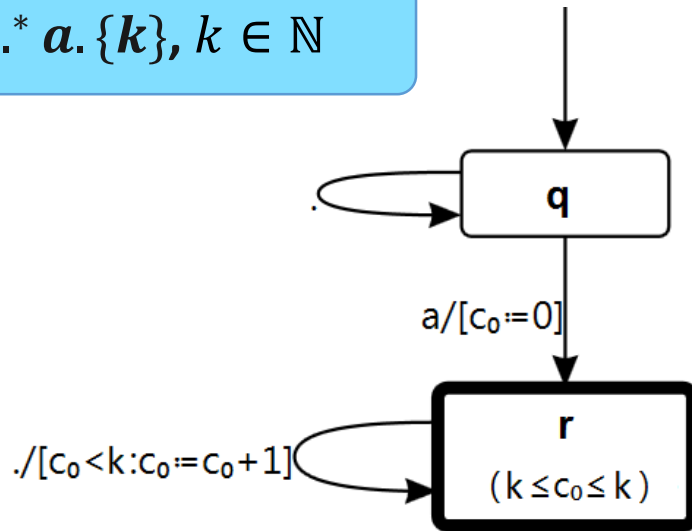 .* a.{k}, k ∈ ℕ
.
q
a/[c₀:=0]
r
./[c₀<k:c₀:=c₀+1]
(k≤c₀≤k)